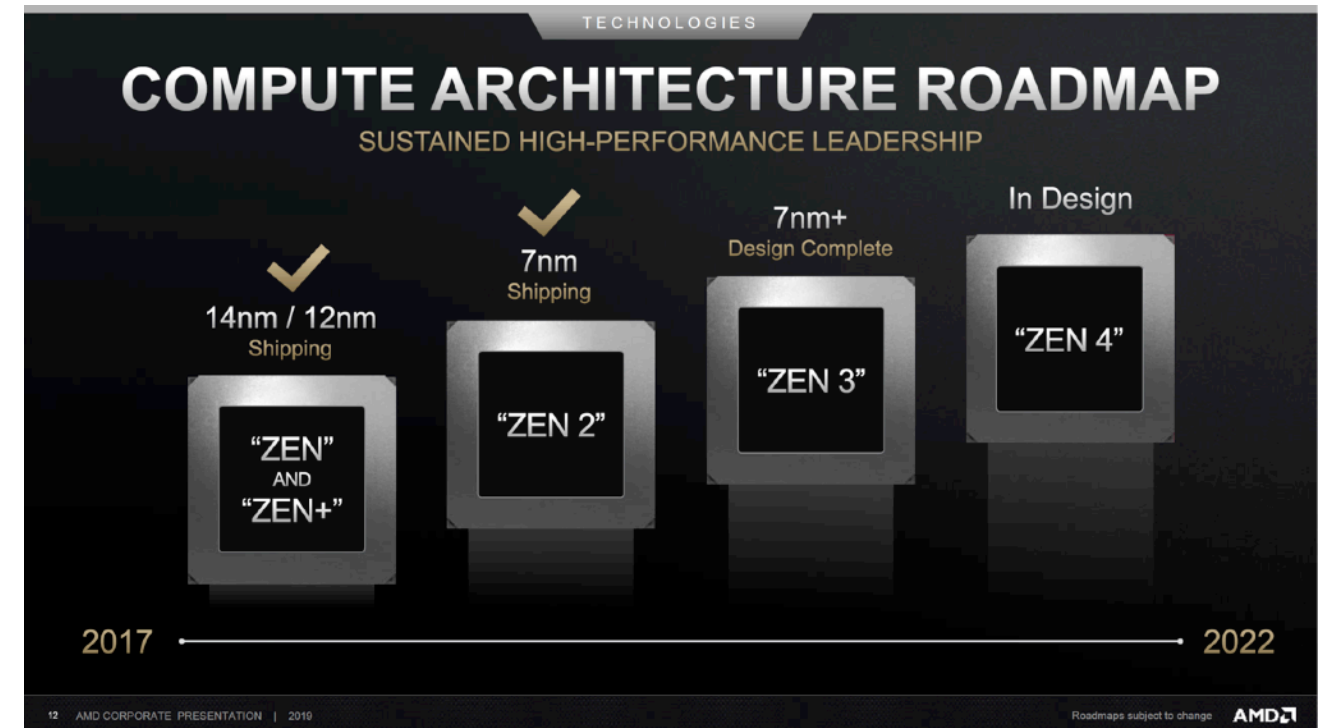 TECHNOLOGIES
COMPUTE ARCHITECTURE ROADMAP
SUSTAINED HIGH-PERFORMANCE LEADERSHIP
14nm / 12nm
Shipping
“ZEN”
AND
“ZEN+”
7nm
Shipping
“ZEN 2”
7nm+
Design Complete
“ZEN 3”
In Design
“ZEN 4”
2017
2022
12 AMD CORPORATE PRESENTATION | 2019
Roadmaps subject to change
AMD